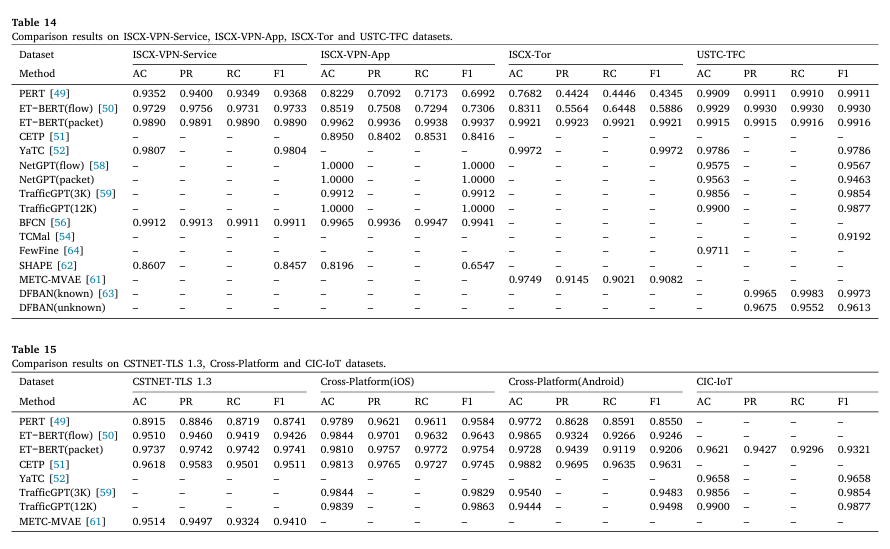 Table 14
Comparison results on ISCX-VPN-Service, ISCX-VPN-App, ISCX-Tor and USTC-TFC datasets.
Dataset ISCX-VPN-Service ISCX-VPN-App ISCX-Tor USTC-TFC
Method AC PR RC F1 AC PR RC F1 AC PR RC F1 AC PR RC F1
PERT [49] 0.9352 0.9400 0.9349 0.9368 0.8229 0.7092 0.7173 0.6992 0.7682 0.4424 0.4446 0.4345 0.9909 0.9911 0.9910 0.9911
ET−BERT(flow) [50] 0.9729 0.9756 0.9731 0.9733 0.8519 0.7508 0.7294 0.7306 0.8311 0.5564 0.6448 0.5886 0.9929 0.9930 0.9930 0.9930
ET−BERT(packet) 0.9890 0.9891 0.9890 0.9890 0.9962 0.9936 0.9938 0.9937 0.9921 0.9923 0.9921 0.9921 0.9915 0.9915 0.9916 0.9916
CETP [51] – – – – 0.8950 0.8402 0.8531 0.8416 – – – – – – – –
YaTC [52] 0.9807 – – 0.9804 – – – – 0.9972 – – 0.9972 0.9786 – – 0.9786
NetGPT(flow) [58] – – – – 1.0000 – – 1.0000 – – – – 0.9575 – – 0.9567
NetGPT(packet) – – – – 1.0000 – – 1.0000 – – – – 0.9563 – – 0.9463
TrafficGPT(3K) [59] – – – – 0.9912 – – 0.9912 – – – – 0.9856 – – 0.9854
TrafficGPT(12K) – – – – 1.0000 – – 1.0000 – – – – 0.9900 – – 0.9877
BFCN [56] 0.9912 0.9913 0.9911 0.9911 0.9965 0.9936 0.9947 0.9941 – – – – – – – –
TCMal [54] – – – – – – – – – – – – – – – 0.9192
FewFine [64] – – – – – – – – – – – – 0.9711 – – –
SHAPE [62] 0.8607 – – 0.8457 0.8196 – – 0.6547 – – – – – – – –
METC-MVAE [61] – – – – – – – – 0.9749 0.9145 0.9021 0.9082 – – – –
DFBAN(known) [63] – – – – – – – – – – – – – 0.9965 0.9983 0.9973
DFBAN(unknown) – – – – – – – – – – – – – 0.9675 0.9552 0.9613
Table 15
Comparison results on CSTNET-TLS 1.3, Cross-Platform and CIC-IoT datasets.
Dataset CSTNET-TLS 1.3 Cross-Platform(iOS) Cross-Platform(Android) CIC-IoT
Method AC PR RC F1 AC PR RC F1 AC PR RC F1 AC PR RC F1
PERT [49] 0.8915 0.8846 0.8719 0.8741 0.9789 0.9621 0.9611 0.9584 0.9772 0.8628 0.8591 0.8550 – – – –
ET−BERT(flow) [50] 0.9510 0.9460 0.9419 0.9426 0.9844 0.9701 0.9632 0.9643 0.9865 0.9324 0.9266 0.9246 – – – –
ET−BERT(packet) 0.9737 0.9742 0.9742 0.9741 0.9810 0.9757 0.9772 0.9754 0.9728 0.9439 0.9119 0.9206 0.9621 0.9427 0.9296 0.9321
CETP [51] 0.9618 0.9583 0.9501 0.9511 0.9813 0.9765 0.9727 0.9745 0.9882 0.9695 0.9635 0.9631 – – – –
YaTC [52] – – – – – – – – – – – – 0.9658 – – 0.9658
TrafficGPT(3K) [59] – – – – 0.9844 – – 0.9829 0.9540 – – 0.9483 0.9856 – – 0.9854
TrafficGPT(12K) – – – – 0.9839 – – 0.9863 0.9444 – – 0.9498 0.9900 – – 0.9877
METC-MVAE [61] 0.9514 0.9497 0.9324 0.9410 – – – – – – – – – – – –